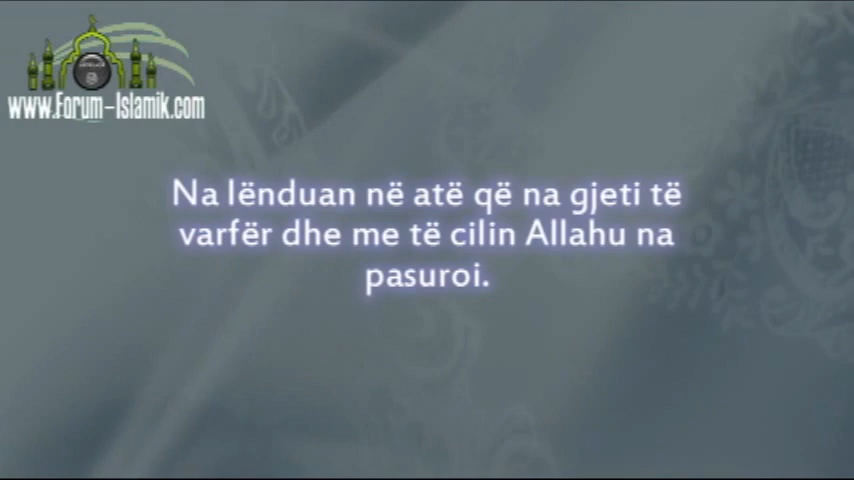 www.Forum-Islamik.com
Na lënduan në atë që na gjeti të
varfër dhe me të cilin Allahu na
pasuroi.